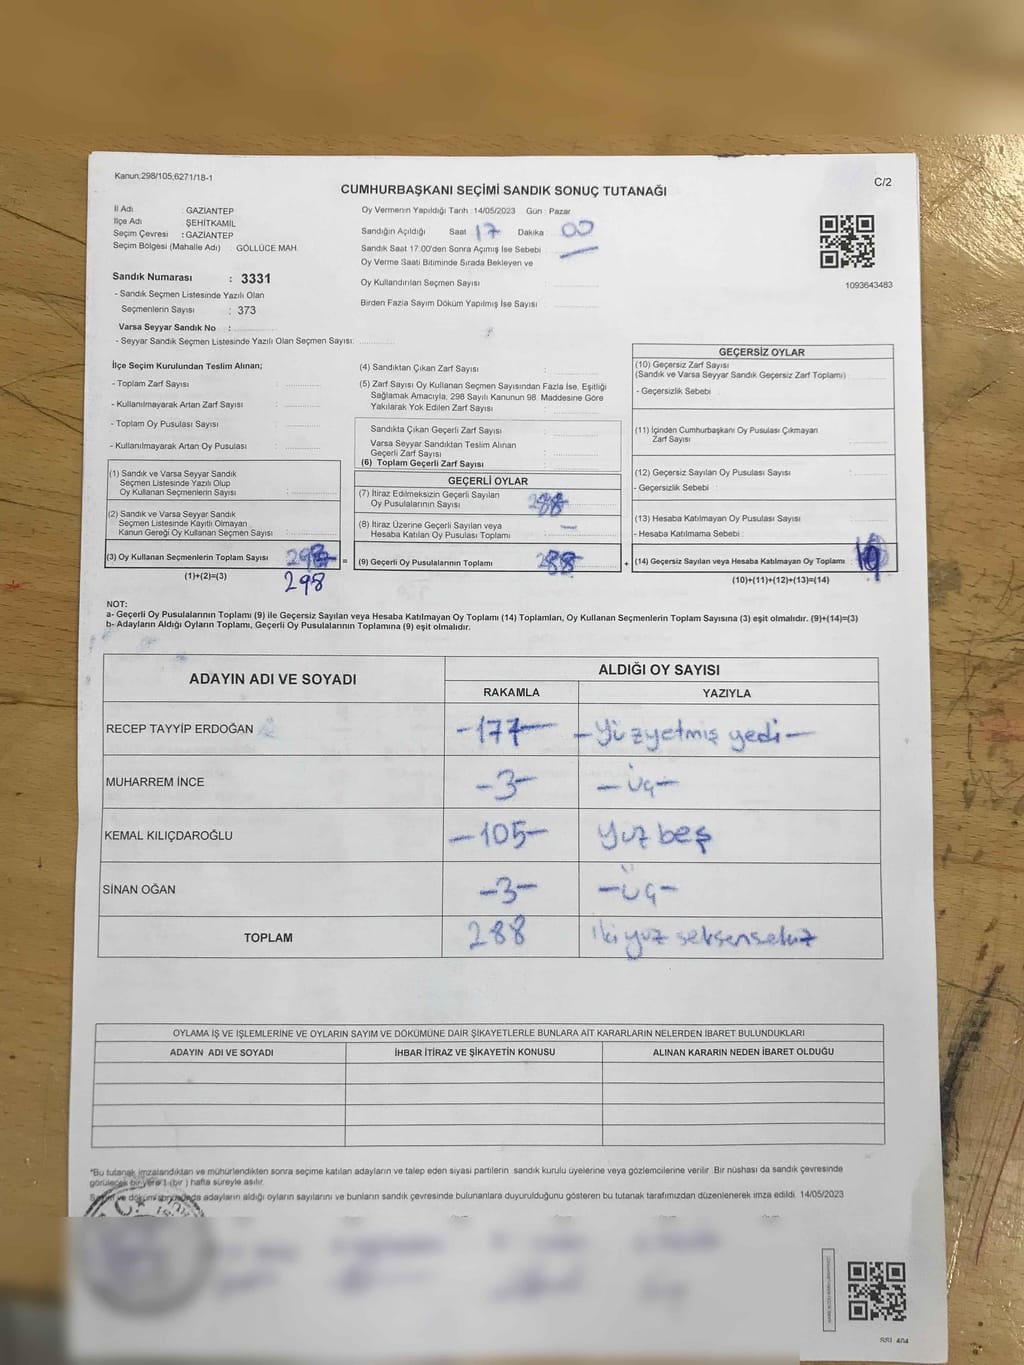 Kanun:298/105,6271/18-1
C/2
CUMHURBAŞKANI SEÇİMİ SANDIK SONUÇ TUTANAĞI
İl Adı : GAZİANTEP
İlçe Adı ŞEHİTKAMİL
Seçim Çevresi : GAZİANTEP
Seçim Bölgesi (Mahalle Adı) : GÖLLÜCE MAH.
Sandık Numarası : 3331
- Sandık Seçmen Listesinde Yazılı Olan
Seçmenlerin Sayısı : 373
Varsa Seyyar Sandık No :
- Seyyar Sandık Seçmen Listesinde Yazılı Olan Seçmen Sayısı:
Oy Vermenin Yapıldığı Tarih :14/05/2023 Gün : Pazar
Sandığın Açıldığı Saat 17 Dakika 00
Sandık Saat 17:00'den Sonra Açımış İse Sebebi
Oy Verme Saati Bitiminde Sırada Bekleyen ve
Oy Kullandırılan Seçmen Sayısı :
Birden Fazla Sayım Döküm Yapılmış İse Sayısı
1093643483
İlçe Seçim Kurulundan Teslim Alınan;
- Toplam Zarf Sayısı :
- Kullanılmayarak Artan Zarf Sayısı :
- Toplam Oy Pusulası Sayısı :
- Kullanılmayarak Artan Oy Pusulası :
(1) Sandık ve Varsa Seyyar Sandık
Seçmen Listesinde Yazılı Olup
Oy Kullanan Seçmenlerin Sayısı :
(2) Sandık ve Varsa Seyyar Sandık
Seçmen Listesinde Kayıtlı Olmayan
Kanun Gereği Oy Kullanan Seçmen Sayısı
(3) Oy Kullanan Seçmenlerin Toplam Sayısı 298 =
(1)+(2)=(3) 298
(4) Sandıktan Çıkan Zarf Sayısı :
(5) Zarf Sayısı Oy Kullanan Seçmen Sayısından Fazla İse, Eşitliği
Sağlamak Amacıyla, 298 Sayılı Kanunun 98. Maddesine Göre
Yakılarak Yok Edilen Zarf Sayısı :
Sandıkta Çıkan Geçerli Zarf Sayısı :
Varsa Seyyar Sandıktan Teslim Alınan
Geçerli Zarf Sayısı :
(6) Toplam Geçerli Zarf Sayısı :
GEÇERLİ OYLAR
(7) İtiraz Edilmeksizin Geçerli Sayılan
Oy Pusulalarının Sayısı 288
(8) İtiraz Üzerine Geçerli Sayılan veya
Hesaba Katılan Oy Pusulası Toplamı
(9) Geçerli Oy Pusulalarının Toplamı 288 +
GEÇERSİZ OYLAR
(10) Geçersiz Zarf Sayısı
(Sandık ve Varsa Seyyar Sandık Geçersiz Zarf Toplamı)
- Geçersizlik Sebebi :
(11) İçinden Cumhurbaşkanı Oy Pusulası Çıkmayan
Zarf Sayısı
(12) Geçersiz Sayılan Oy Pusulası Sayısı
- Geçersizlik Sebebi :
(13) Hesaba Katılmayan Oy Pusulası Sayısı
- Hesaba Katılmama Sebebi :
(14) Geçersiz Sayılan veya Hesaba Katılmayan Oy Toplamı : 10
(10)+(11)+(12)+(13)=(14)
NOT:
a- Geçerli Oy Pusulalarının Toplamı (9) ile Geçersiz Sayılan veya Hesaba Katılmayan Oy Toplamı (14) Toplamları, Oy Kullanan Seçmenlerin Toplam Sayısına (3) eşit olmalıdır. (9)+(14)=(3)
b- Adayların Aldığı Oyların Toplamı, Geçerli Oy Pusulalarının Toplamına (9) eşit olmalıdır.
ADAYIN ADI VE SOYADI ALDIĞI OY SAYISI
RAKAMLA YAZIYLA
RECEP TAYYİP ERDOĞAN -177- -Yüzyetmiş yedi-
MUHARREM İNCE -3- -Üç-
KEMAL KILIÇDAROĞLU -105- Yüz beş
SİNAN OĞAN -3- -Üç-
TOPLAM 288 İki yüz seksensekiz
OYLAMA İŞ VE İŞLEMLERİNE VE OYLARIN SAYIM VE DÖKÜMÜNE DAİR ŞİKAYETLERLE BUNLARA AİT KARARLARIN NELERDEN İBARET BULUNDUKLARI
ADAYIN ADI VE SOYADI İHBAR İTİRAZ VE ŞİKAYETİN KONUSU ALINAN KARARIN NEDEN İBARET OLDUĞU
*Bu tutanak imzalandıktan ve mühürlendikten sonra seçime katılan adayların ve talep eden siyasi partilerin sandık kurulu üyelerine veya gözlemcilerine verilir. Bir nüshası da sandık çevresinde
görülecek bir yere 1 (bir ) hafta süreyle asılır.
ve döküm adayların aldığı oyların sayılarını ve bunların sandık çevresinde bulunanlara duyurulduğunu gösteren bu tutanak tarafımızdan düzenlenerek imza edildi. 14/05/2023